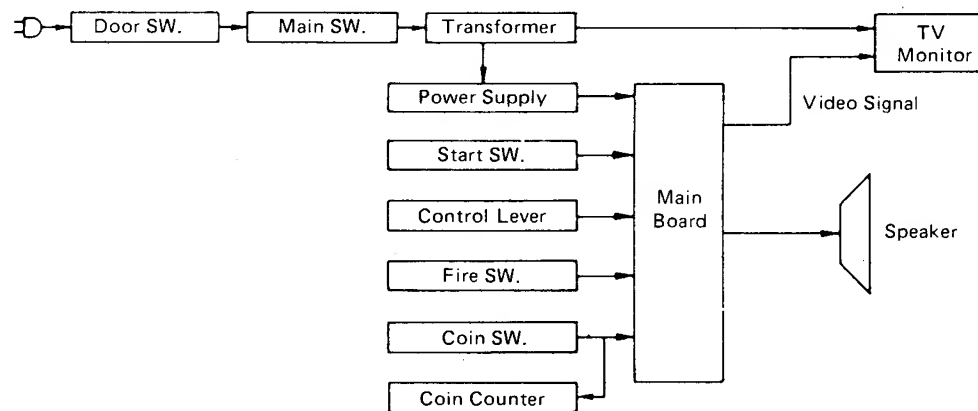 Door SW.
Main SW.
Transformer
TV
Monitor
Power Supply
Video Signal
Start SW.
Main
Board
Control Lever
Speaker
Fire SW.
Coin SW.
Coin Counter